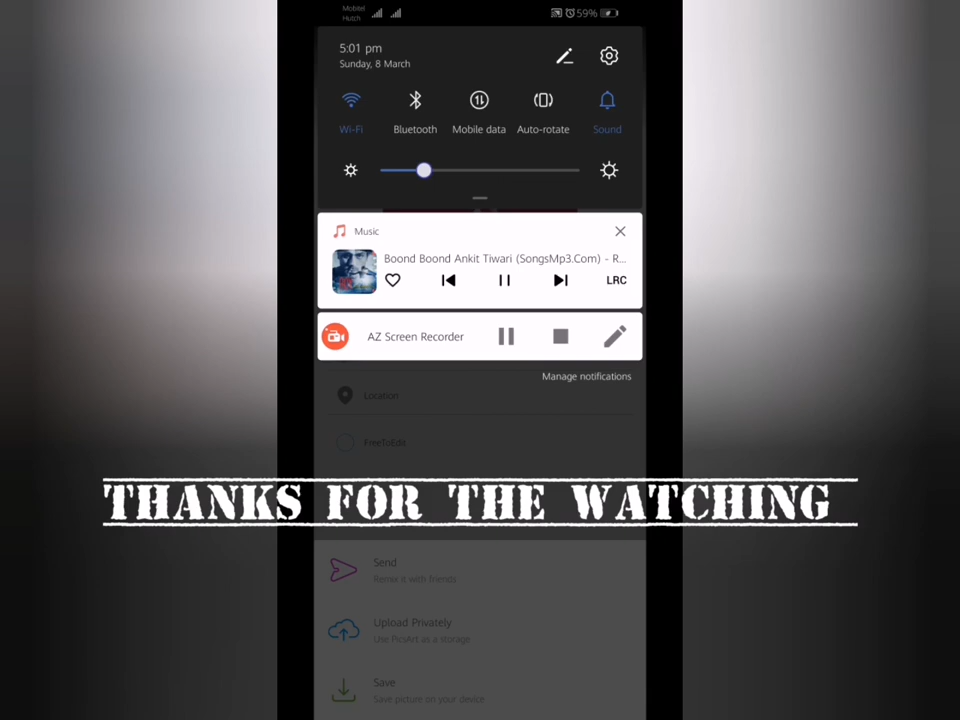 Mobitel
Hutch
59%
5:01 pm
Sunday, 8 March
Wi-Fi
Bluetooth
Mobile data
Auto-rotate
Sound
Music
Boond Boond Ankit Tiwari (SongsMp3.Com) - R...
LRC
AZ Screen Recorder
Manage notifications
Location
FreeToEdit
THANKS FOR THE WATCHING
Send
Remix it with friends
Upload Privately
Use PicsArt as a storage
Save
Save picture on your device